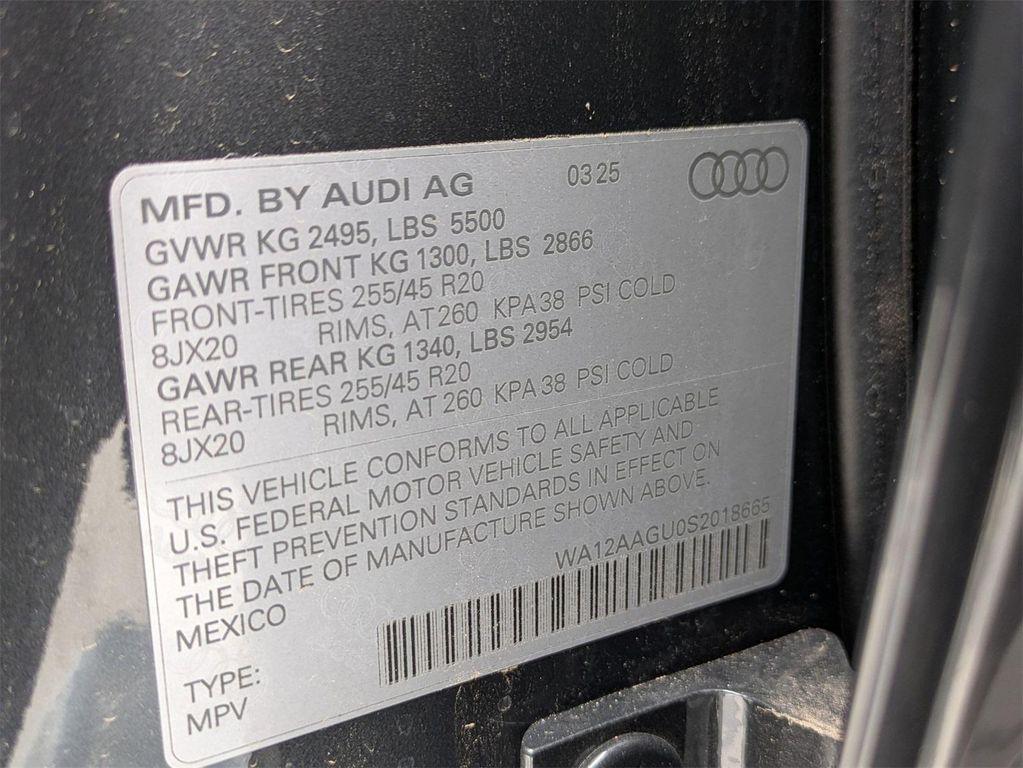 MFD. BY AUDI AG 03 25
GVWR KG 2495, LBS 5500
GAWR FRONT KG 1300, LBS 2866
FRONT-TIRES 255/45 R20
8JX20 RIMS, AT 260 KPA 38 PSI COLD
GAWR REAR KG 1340, LBS 2954
REAR-TIRES 255/45 R20
8JX20 RIMS, AT 260 KPA 38 PSI COLD
THIS VEHICLE CONFORMS TO ALL APPLICABLE
U.S. FEDERAL MOTOR VEHICLE SAFETY AND
THEFT PREVENTION STANDARDS IN EFFECT ON
THE DATE OF MANUFACTURE SHOWN ABOVE.
MEXICO WA12AAGU0S2018665
TYPE:
MPV